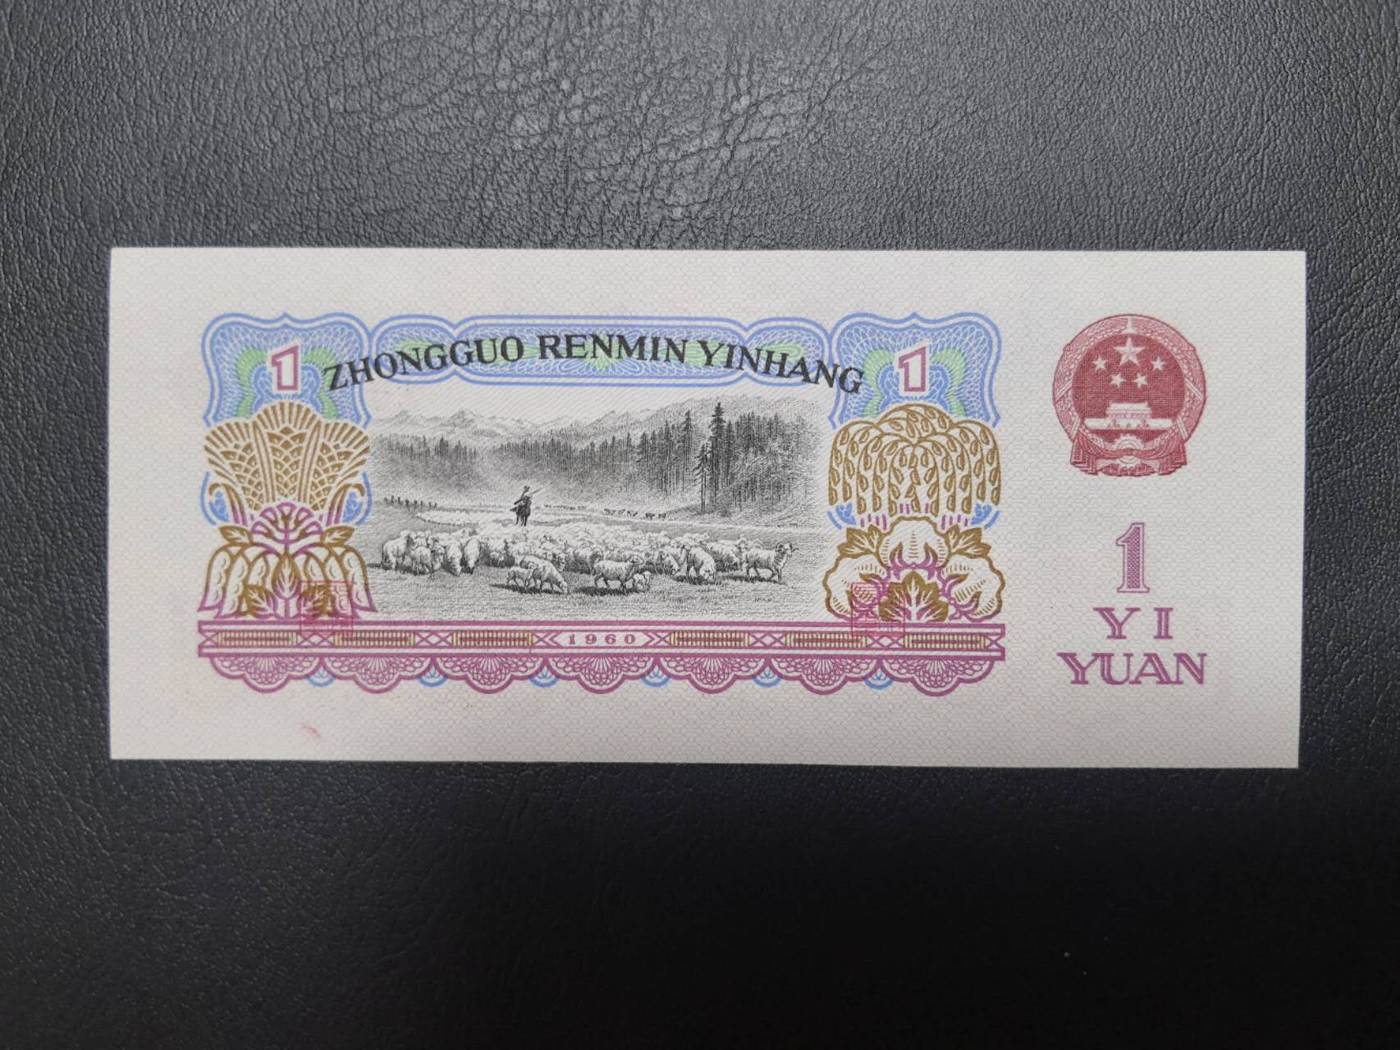 1
ZHONGGUO RENMIN YINHANG
1
1960
1
YI
YUAN